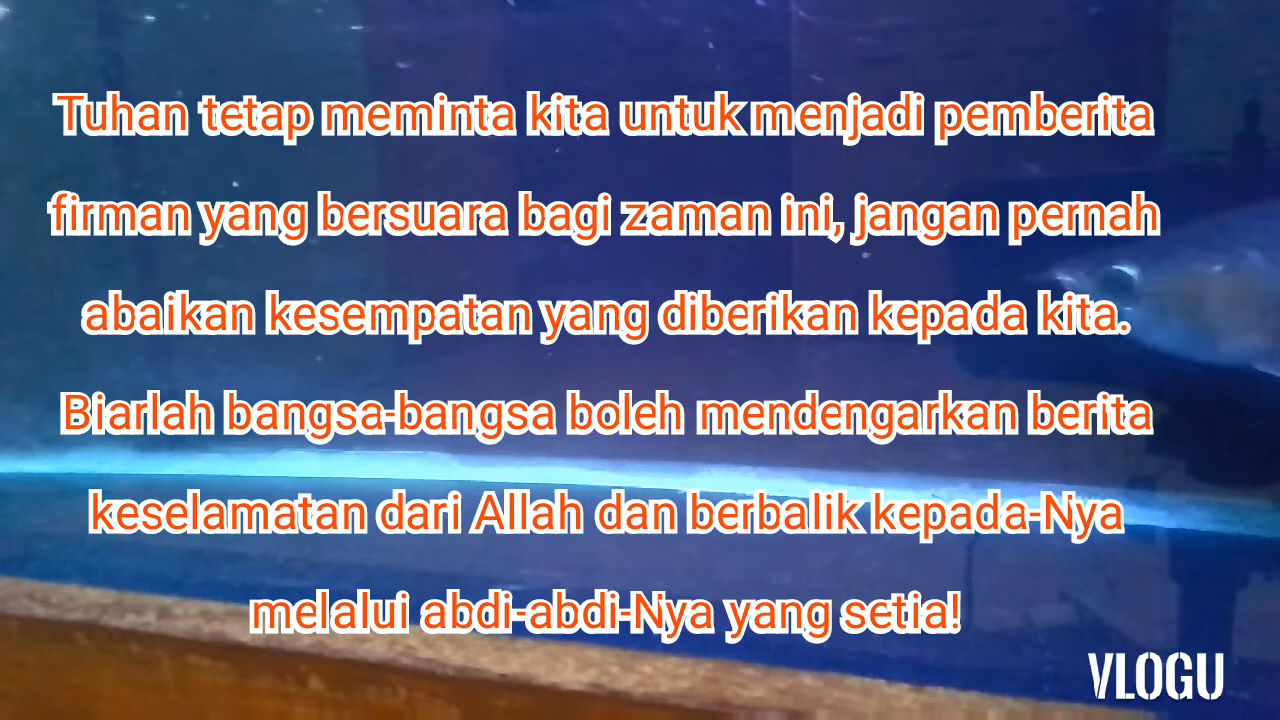 Tuhan tetap meminta kita untuk menjadi pemberita
firman yang bersuara bagi zaman ini, jangan pernah
abaikan kesempatan yang diberikan kepada kita.
Biarlah bangsa-bangsa boleh mendengarkan berita
keselamatan dari Allah dan berbalik kepada-Nya
melalui abdi-abdi-Nya yang setia!
VLOGU